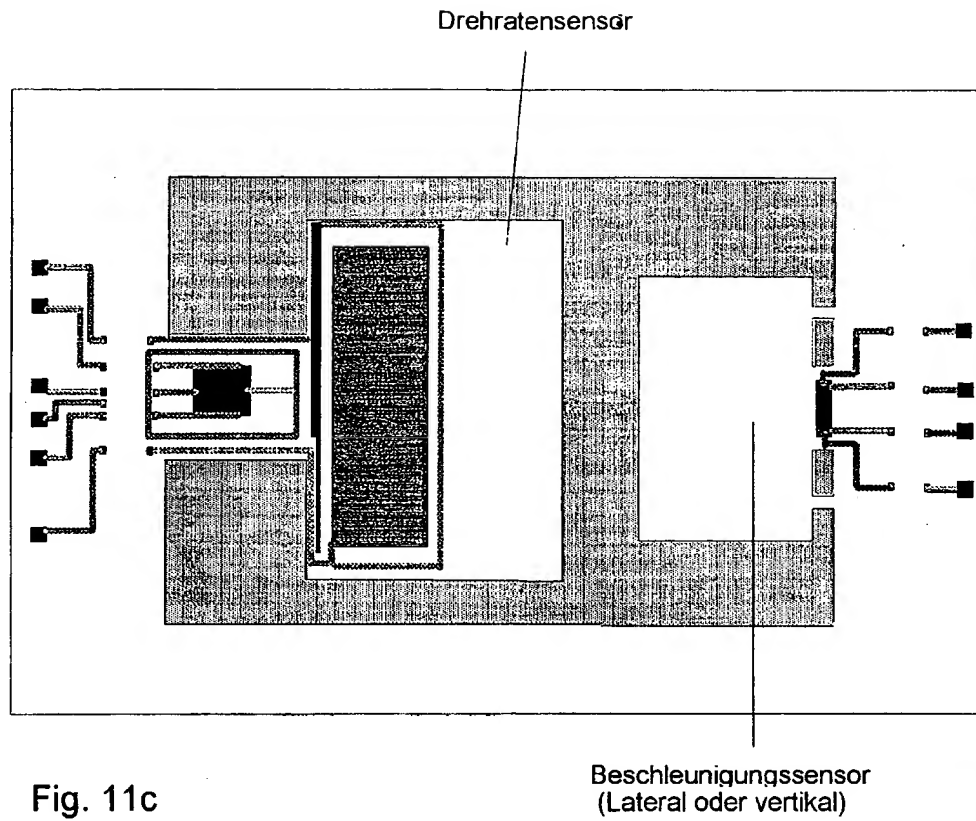 Drehratensensor
Beschleunigungssensor
(Lateral oder vertikal)
Fig. 11c